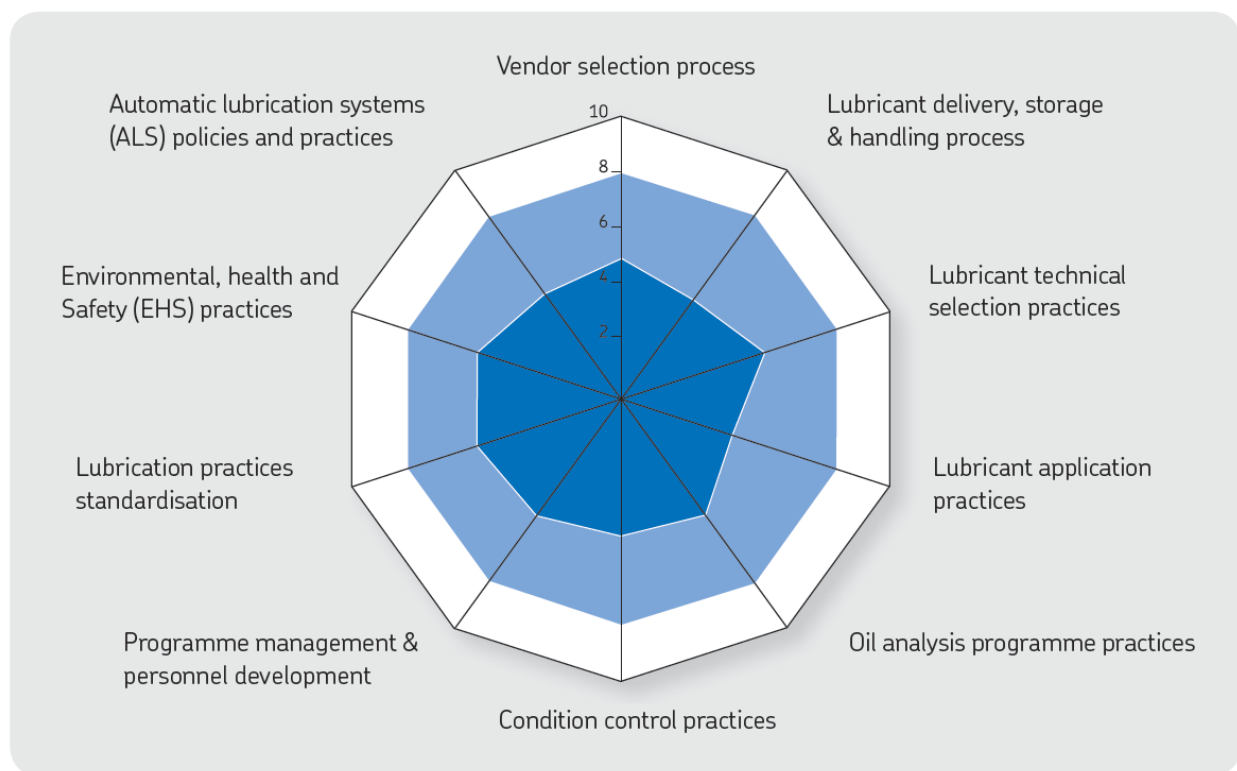 Vendor selection process
Automatic lubrication systems
(ALS) policies and practices
Lubricant delivery, storage
& handling process
10
8
6
4
2
Environmental, health and
Safety (EHS) practices
Lubricant technical
selection practices
Lubrication practices
standardisation
Lubricant application
practices
Programme management &
personnel development
Oil analysis programme practices
Condition control practices